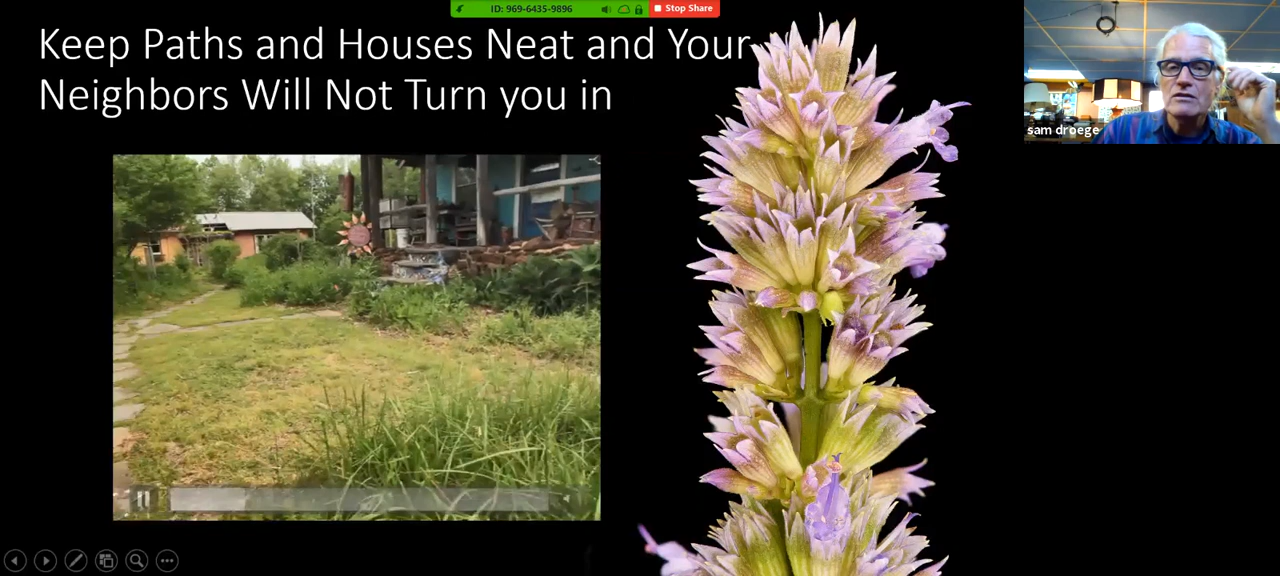 ID: 969-6435-9896
Stop Share
Keep Paths and Houses Neat and Your
Neighbors Will Not Turn you in
sam droege